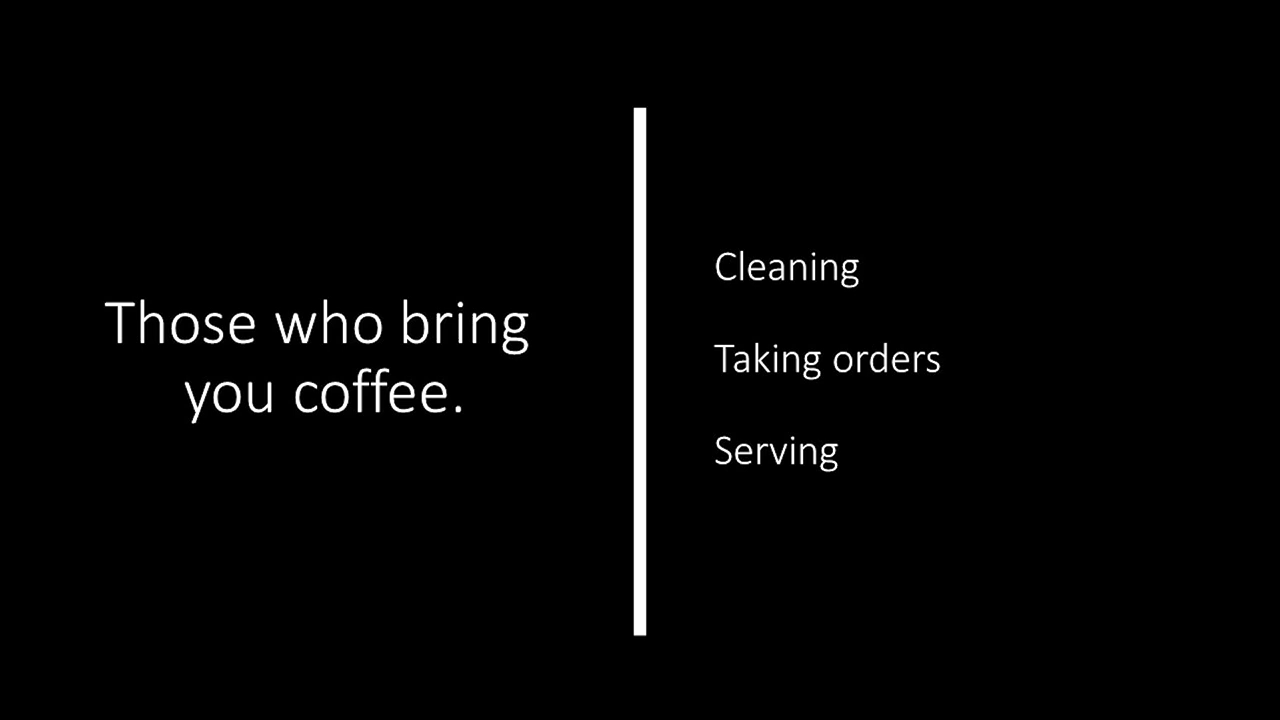 Those who bring
you coffee.
Cleaning
Taking orders
Serving